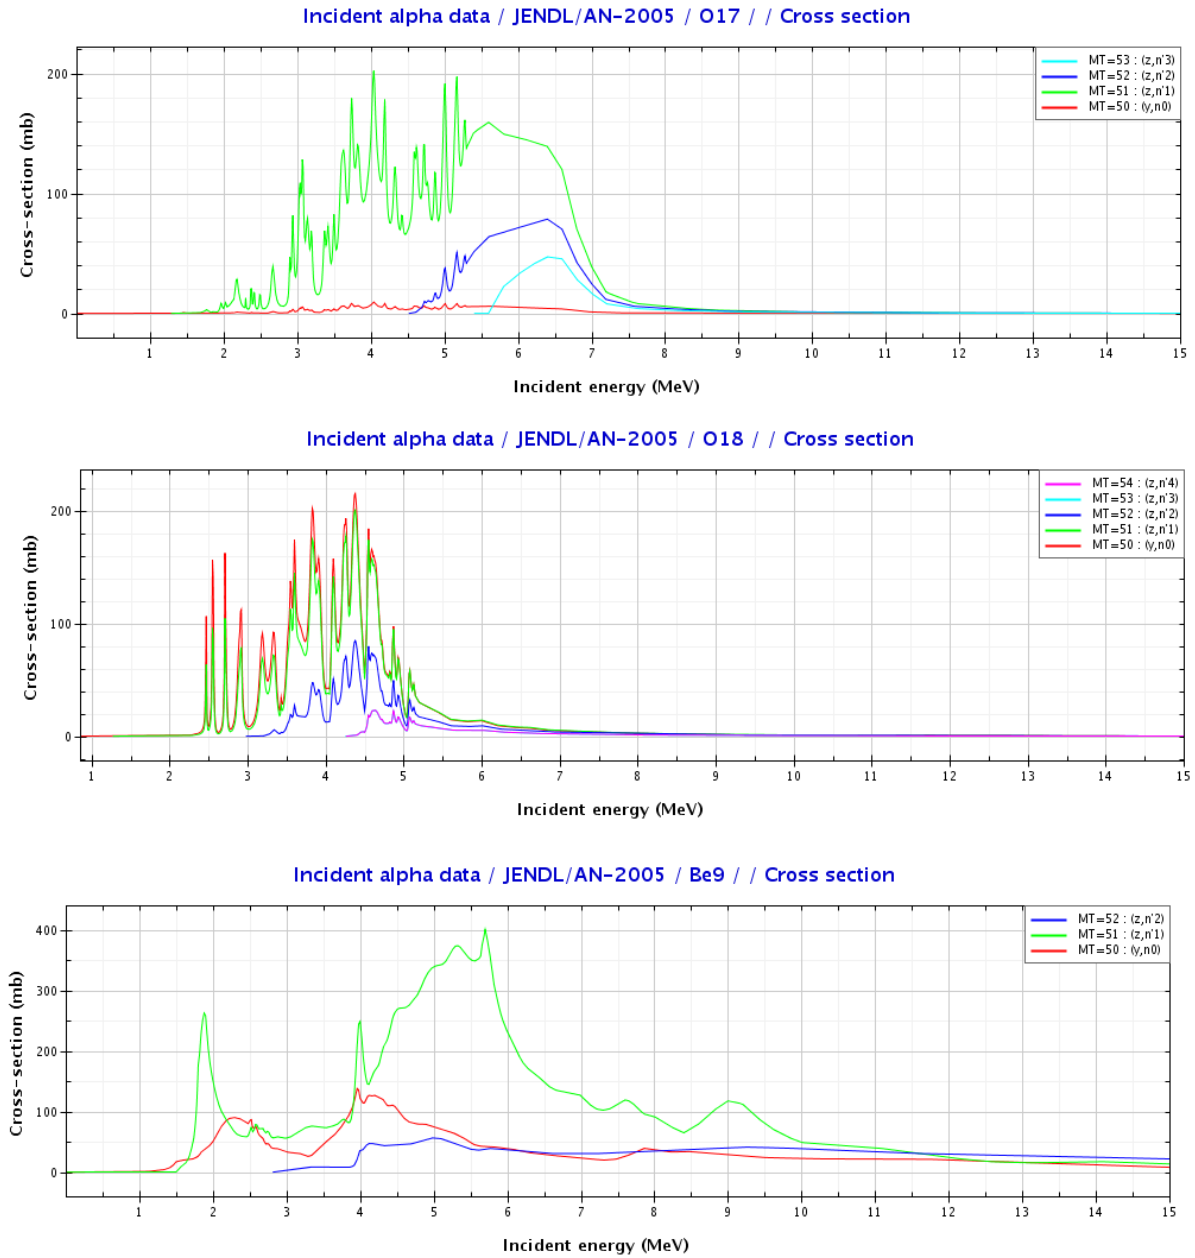 Incident alpha data / JENDL/AN-2005 / O17 / / Cross section
MT=53 : (z,n'3)
MT=52 : (z,n'2)
MT=51 : (z,n'1)
MT=50 : (y,n0)
Cross-section (mb)
200
100
0
1 2 3 4 5 6 7 8 9 10 11 12 13 14 15
Incident energy (MeV)
Incident alpha data / JENDL/AN-2005 / O18 / / Cross section
MT=54 : (z,n'4)
MT=53 : (z,n'3)
MT=52 : (z,n'2)
MT=51 : (z,n'1)
MT=50 : (y,n0)
Cross-section (mb)
200
100
0
1 2 3 4 5 6 7 8 9 10 11 12 13 14 15
Incident energy (MeV)
Incident alpha data / JENDL/AN-2005 / Be9 / / Cross section
MT=52 : (z,n'2)
MT=51 : (z,n'1)
MT=50 : (y,n0)
Cross-section (mb)
400
300
200
100
0
1 2 3 4 5 6 7 8 9 10 11 12 13 14 15
Incident energy (MeV)